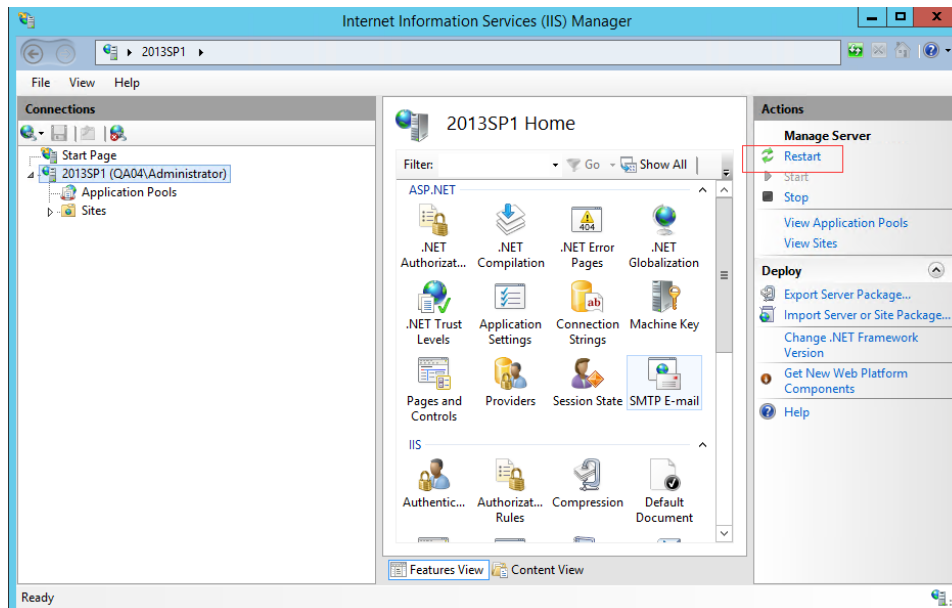 Internet Information Services (IIS) Manager
2013SP1
File View Help
Connections
Start Page
2013SP1 (QA04\Administrator)
Application Pools
Sites
2013SP1 Home
Filter: Go Show All
ASP.NET
.NET Authorizat...
.NET Compilation
.NET Error Pages
404
.NET Globalization
.NET Trust Levels
Application Settings
Connection Strings
ab
Machine Key
Pages and Controls
Providers
Session State
SMTP E-mail
IIS
Authentic...
Authorizat... Rules
Compression
Default Document
Features View
Content View
Actions
Manage Server
Restart
Start
Stop
View Application Pools
View Sites
Deploy
Export Server Package...
Import Server or Site Package...
Change .NET Framework
Version
Get New Web Platform
Components
Help
Ready